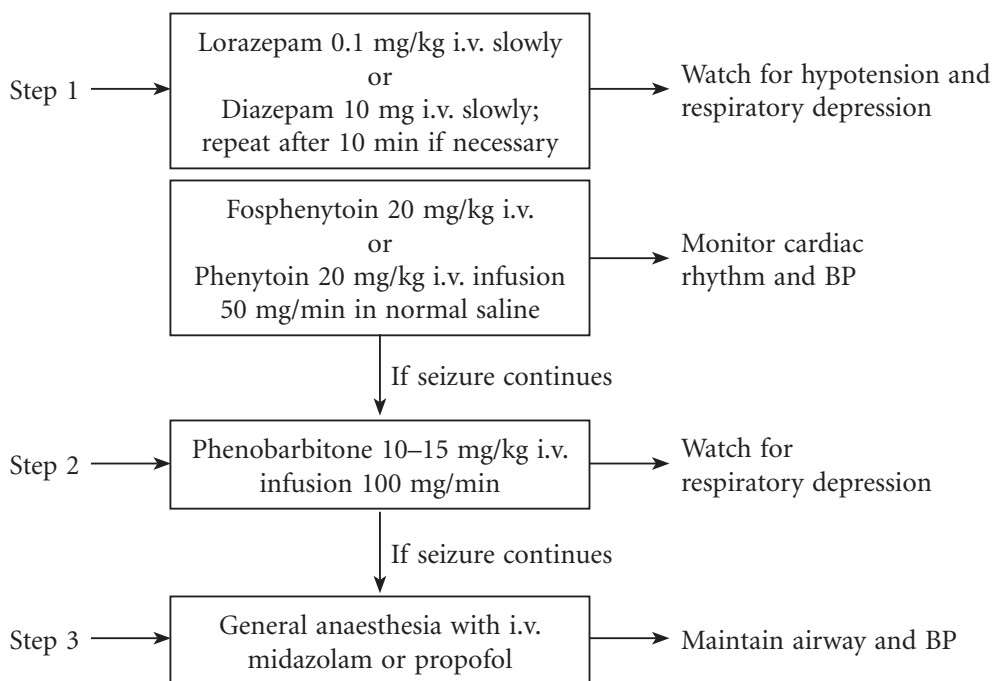 Step 1
Lorazepam 0.1 mg/kg i.v. slowly
or
Diazepam 10 mg i.v. slowly;
repeat after 10 min if necessary
Watch for hypotension and
respiratory depression
Fosphenytoin 20 mg/kg i.v.
or
Phenytoin 20 mg/kg i.v. infusion
50 mg/min in normal saline
Monitor cardiac
rhythm and BP
If seizure continues
Step 2
Phenobarbitone 10–15 mg/kg i.v.
infusion 100 mg/min
Watch for
respiratory depression
If seizure continues
Step 3
General anaesthesia with i.v.
midazolam or propofol
Maintain airway and BP